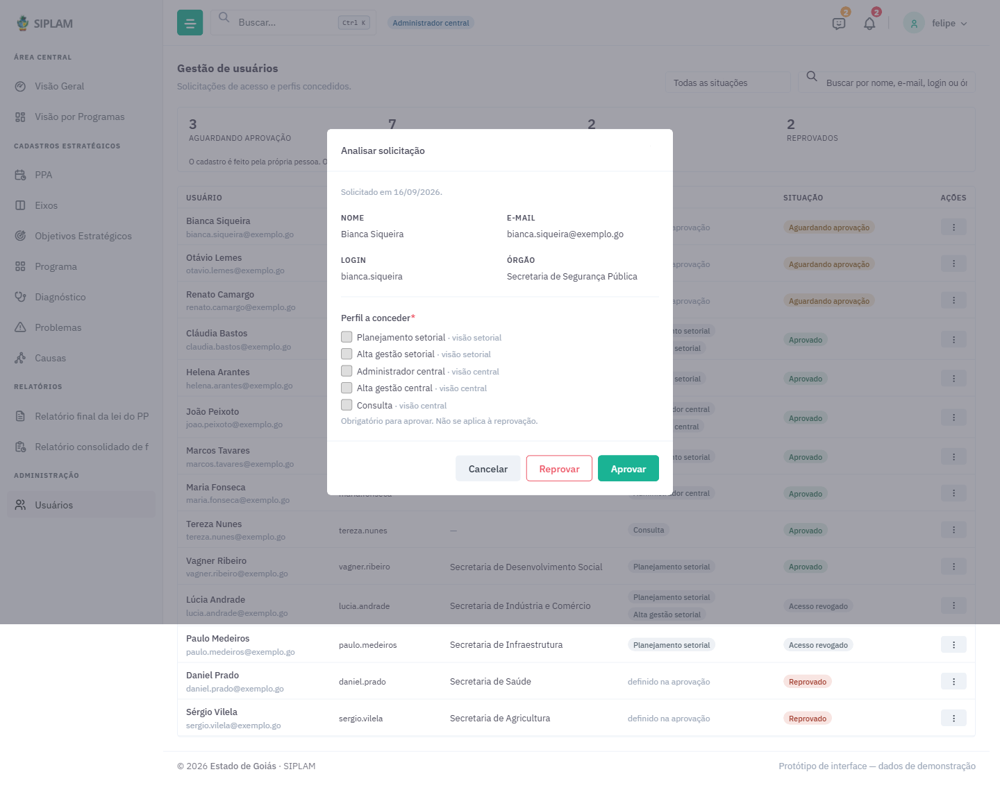 SIPLAM
Buscar...
Ctrl K
Administrador central
2
2
felipe
ÁREA CENTRAL
Visão Geral
Visão por Programas
CADASTROS ESTRATÉGICOS
PPA
Eixos
Objetivos Estratégicos
Programa
Diagnóstico
Problemas
Causas
RELATÓRIOS
Relatório final da lei do PP
Relatório consolidado de f
ADMINISTRAÇÃO
Usuários
Gestão de usuários
Solicitações de acesso e perfis concedidos.
Todas as situações
Buscar por nome, e-mail, login ou ór
3
AGUARDANDO APROVAÇÃO
7
2
2
REPROVADOS
O cadastro é feito pela própria pessoa. O
USUÁRIO
SITUAÇÃO
AÇÕES
Bianca Siqueira
bianca.siqueira@exemplo.go
aprovação
Aguardando aprovação
Otávio Lemes
otavio.lemes@exemplo.go
aprovação
Aguardando aprovação
Renato Camargo
renato.camargo@exemplo.go
aprovação
Aguardando aprovação
Cláudia Bastos
claudia.bastos@exemplo.go
nto setorial
setorial
Aprovado
Helena Arantes
helena.arantes@exemplo.go
setorial
Aprovado
João Peixoto
joao.peixoto@exemplo.go
dor central
central
Aprovado
Marcos Tavares
marcos.tavares@exemplo.go
nto setorial
Aprovado
Maria Fonseca
maria.fonseca@exemplo.go
maria.fonseca
Administrador central
Aprovado
Tereza Nunes
tereza.nunes@exemplo.go
tereza.nunes
—
Consulta
Aprovado
Vagner Ribeiro
vagner.ribeiro@exemplo.go
vagner.ribeiro
Secretaria de Desenvolvimento Social
Planejamento setorial
Aprovado
Lúcia Andrade
lucia.andrade@exemplo.go
lucia.andrade
Secretaria de Indústria e Comércio
Planejamento setorial
Alta gestão setorial
Acesso revogado
Paulo Medeiros
paulo.medeiros@exemplo.go
paulo.medeiros
Secretaria de Infraestrutura
Planejamento setorial
Acesso revogado
Daniel Prado
daniel.prado@exemplo.go
daniel.prado
Secretaria de Saúde
definido na aprovação
Reprovado
Sérgio Vilela
sergio.vilela@exemplo.go
sergio.vilela
Secretaria de Agricultura
definido na aprovação
Reprovado
Analisar solicitação
Solicitado em 16/09/2026.
NOME
Bianca Siqueira
E-MAIL
bianca.siqueira@exemplo.go
LOGIN
bianca.siqueira
ÓRGÃO
Secretaria de Segurança Pública
Perfil a conceder*
Planejamento setorial · visão setorial
Alta gestão setorial · visão setorial
Administrador central · visão central
Alta gestão central · visão central
Consulta · visão central
Obrigatório para aprovar. Não se aplica à reprovação.
Cancelar
Reprovar
Aprovar
© 2026 Estado de Goiás · SIPLAM
Protótipo de interface — dados de demonstração